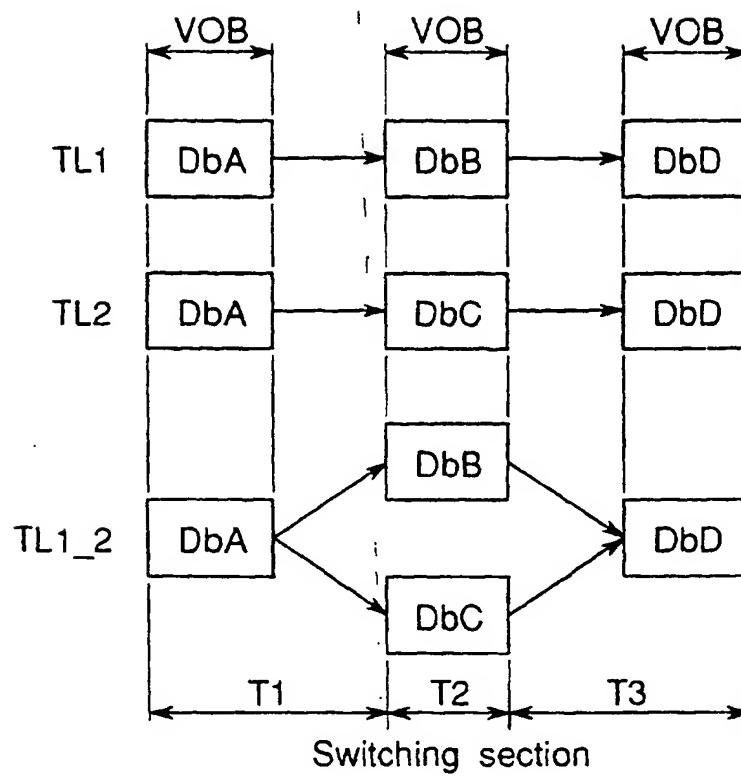 VOB VOB VOB
TL1 DbA DbB DbD
TL2 DbA DbC DbD
DbB
TL1_2 DbA DbD
DbC
T1 T2 T3
Switching section